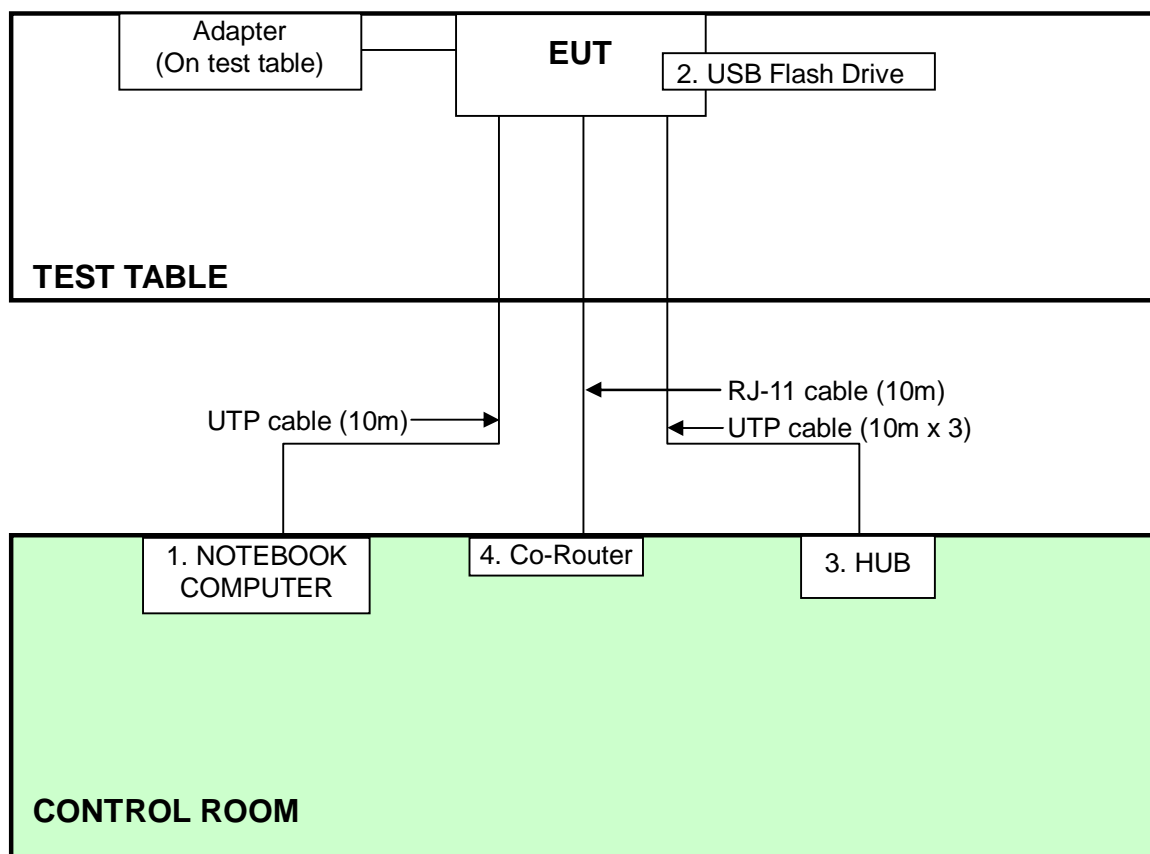 Adapter
(On test table)
EUT
2. USB Flash Drive
TEST TABLE
RJ-11 cable (10m)
UTP cable (10m)
UTP cable (10m x 3)
1. NOTEBOOK
COMPUTER
4. Co-Router
3. HUB
CONTROL ROOM